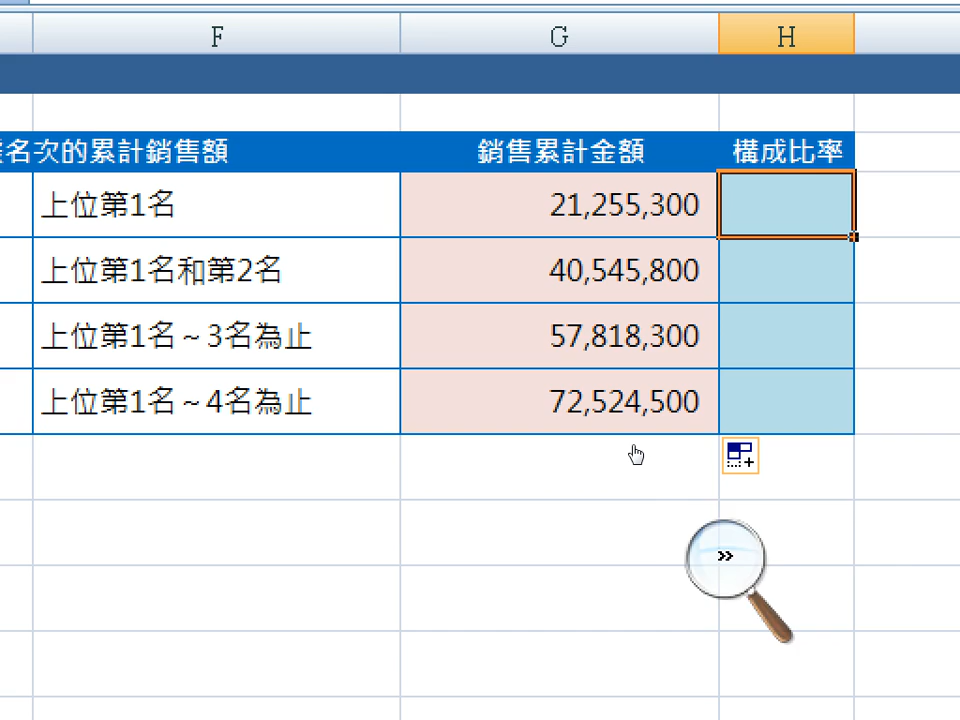 F G H
名次的累計銷售額 銷售累計金額 構成比率
上位第1名 21,255,300
上位第1名和第2名 40,545,800
上位第1名～3名為止 57,818,300
上位第1名～4名為止 72,524,500